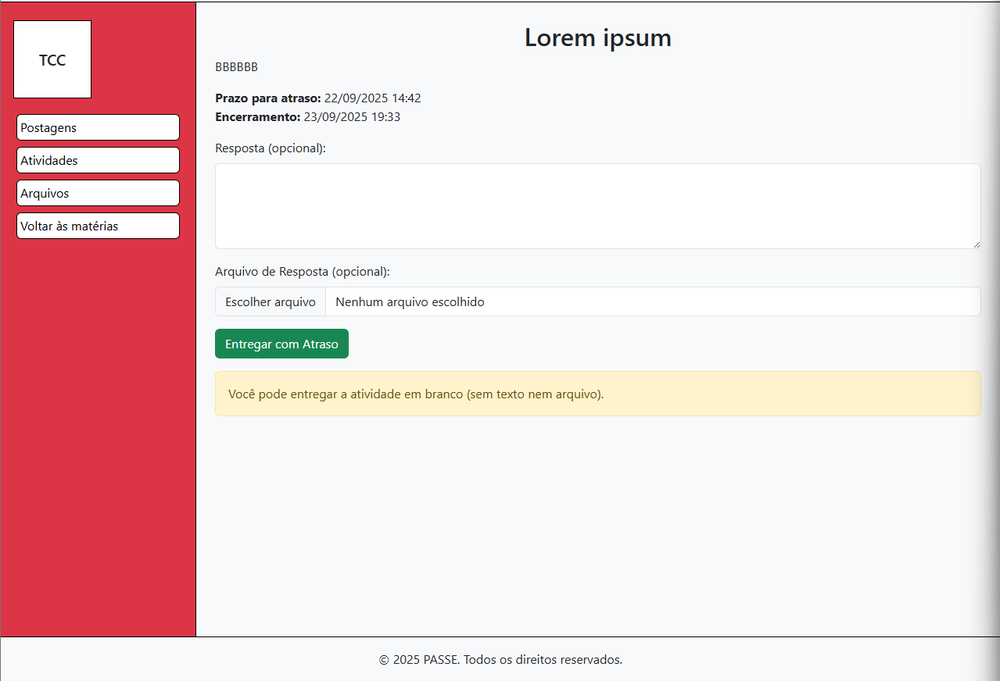 TCC
Postagens
Atividades
Arquivos
Voltar às matérias
Lorem ipsum
BBBBBB
Prazo para atraso: 22/09/2025 14:42
Encerramento: 23/09/2025 19:33
Resposta (opcional):
Arquivo de Resposta (opcional):
Escolher arquivo Nenhum arquivo escolhido
Entregar com Atraso
Você pode entregar a atividade em branco (sem texto nem arquivo).
© 2025 PASSE. Todos os direitos reservados.